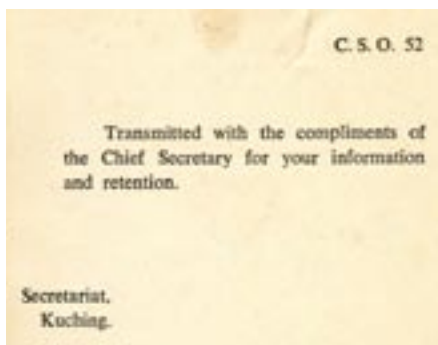 C. S. O. 52
Transmitted with the compliments of
the Chief Secretary for your information
and retention.
Secretariat.
Kuching.